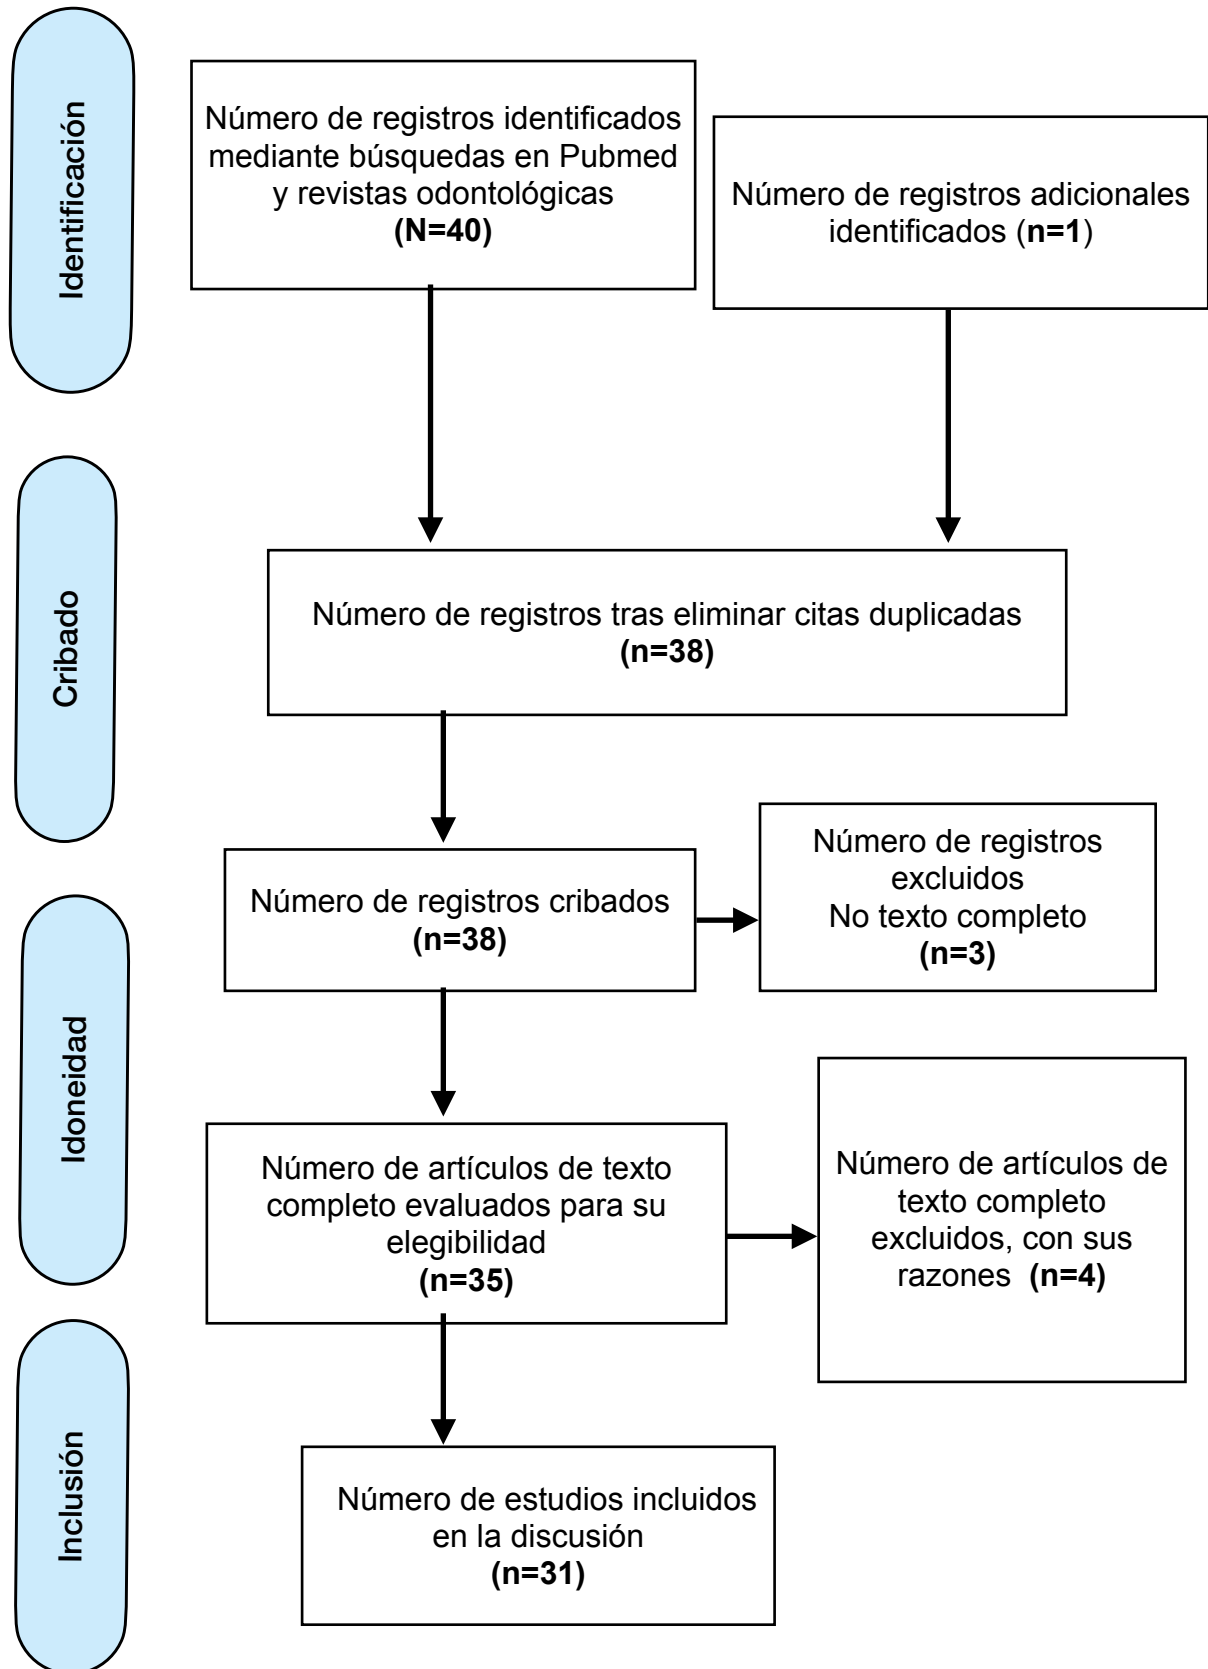 Identificación
Número de registros identificados
mediante búsquedas en Pubmed
y revistas odontológicas
(N=40)
Número de registros adicionales
identificados (n=1)
Cribado
Número de registros tras eliminar citas duplicadas
(n=38)
Número de registros cribados
(n=38)
Número de registros
excluidos
No texto completo
(n=3)
Idoneidad
Número de artículos de texto
completo evaluados para su
elegibilidad
(n=35)
Número de artículos de
texto completo
excluidos, con sus
razones (n=4)
Inclusión
Número de estudios incluidos
en la discusión
(n=31)